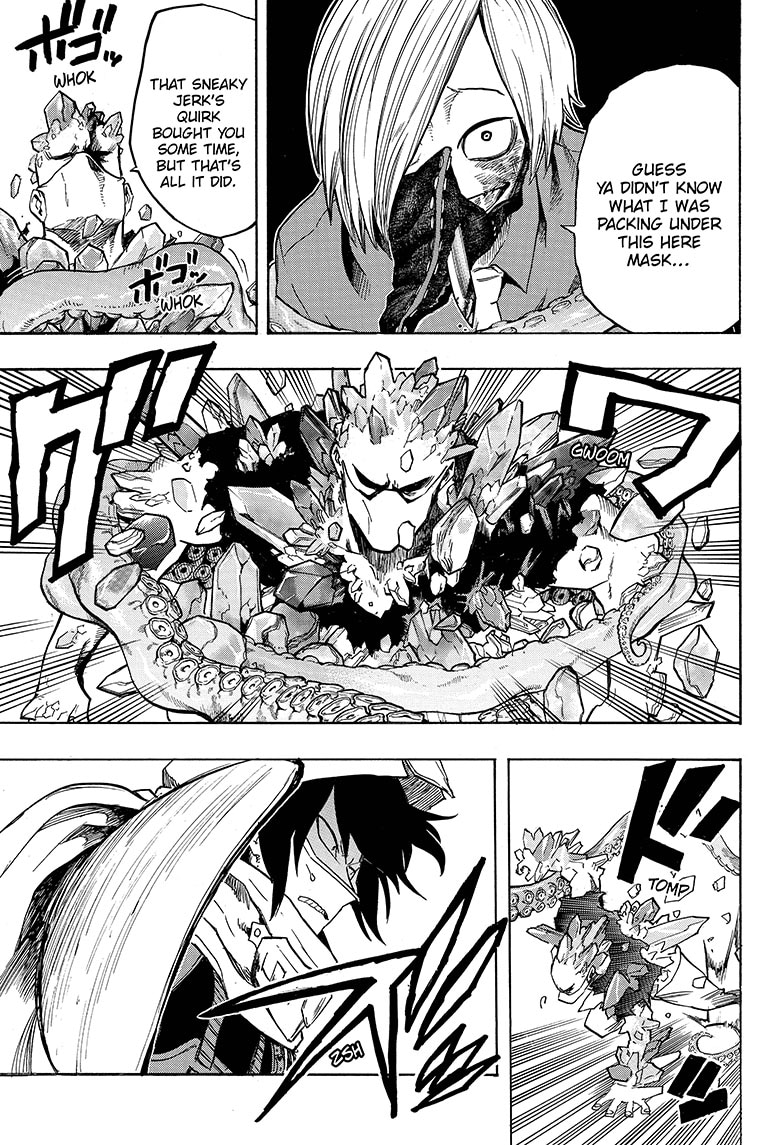 GUESS
YA DIDN'T KNOW
WHAT I WAS
PACKING UNDER
THIS HERE
MASK...
THAT SNEAKY
JERK'S
QUIRK
BOUGHT YOU
SOME TIME,
BUT THAT'S
ALL IT DID.
ボゴッ
WHOK
ボゴッ
WHOK
グワ
GWOOM
ドッ
TOMP
ズ
ZSH